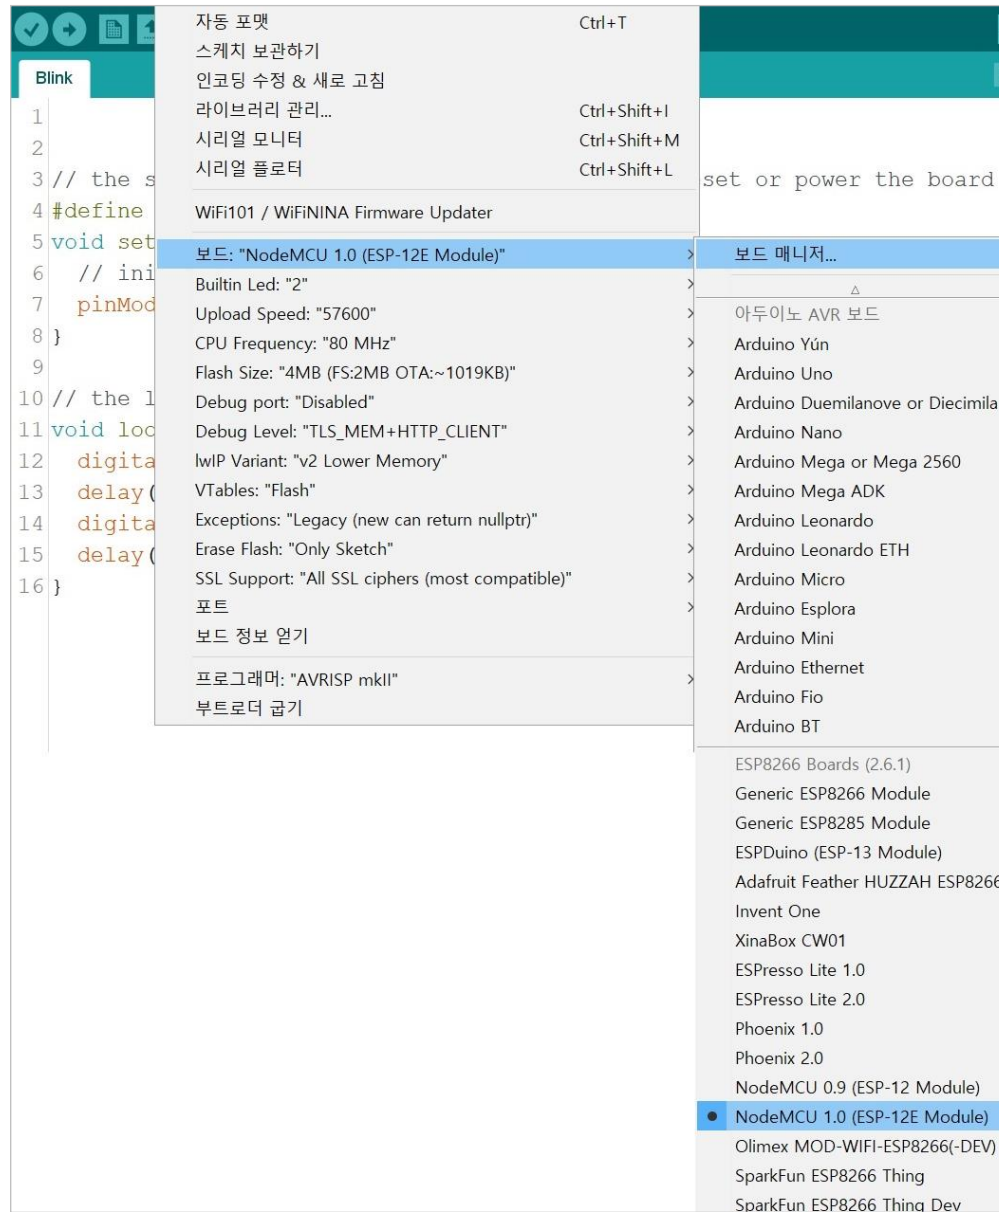 자동 포맷 Ctrl+T
스케치 보관하기
인코딩 수정 & 새로 고침
라이브러리 관리... Ctrl+Shift+I
시리얼 모니터 Ctrl+Shift+M
시리얼 플로터 Ctrl+Shift+L
WiFi101 / WiFiNINA Firmware Updater
보드: "NodeMCU 1.0 (ESP-12E Module)"
Builtin Led: "2"
Upload Speed: "57600"
CPU Frequency: "80 MHz"
Flash Size: "4MB (FS:2MB OTA:~1019KB)"
Debug port: "Disabled"
Debug Level: "TLS_MEM+HTTP_CLIENT"
lwIP Variant: "v2 Lower Memory"
VTables: "Flash"
Exceptions: "Legacy (new can return nullptr)"
Erase Flash: "Only Sketch"
SSL Support: "All SSL ciphers (most compatible)"
포트
보드 정보 얻기
프로그래머: "AVRISP mkII"
부트로더 굽기
Blink
1
2
3 // the s set or power the board
4 #define
5 void set
6 // ini
7 pinMod
8 }
9
10 // the l
11 void loo
12 digita
13 delay(
14 digita
15 delay(
16 }
보드 매니저...
아두이노 AVR 보드
Arduino Yún
Arduino Uno
Arduino Duemilanove or Diecimila
Arduino Nano
Arduino Mega or Mega 2560
Arduino Mega ADK
Arduino Leonardo
Arduino Leonardo ETH
Arduino Micro
Arduino Esplora
Arduino Mini
Arduino Ethernet
Arduino Fio
Arduino BT
ESP8266 Boards (2.6.1)
Generic ESP8266 Module
Generic ESP8285 Module
ESPDuino (ESP-13 Module)
Adafruit Feather HUZZAH ESP8266
Invent One
XinaBox CW01
ESPresso Lite 1.0
ESPresso Lite 2.0
Phoenix 1.0
Phoenix 2.0
NodeMCU 0.9 (ESP-12 Module)
NodeMCU 1.0 (ESP-12E Module)
Olimex MOD-WIFI-ESP8266(-DEV)
SparkFun ESP8266 Thing
SparkFun ESP8266 Thing Dev